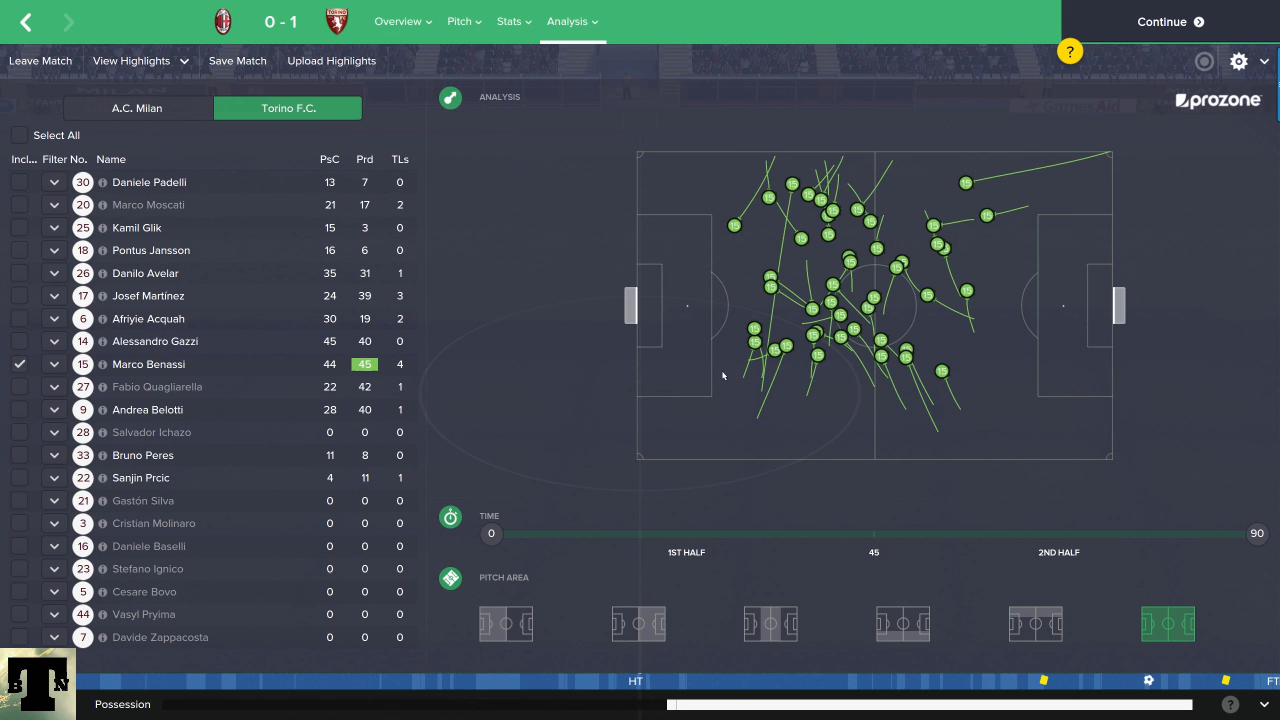 0 - 1
Overview
Pitch
Stats
Analysis
Continue
?
Leave Match
View Highlights
Save Match
Upload Highlights
A.C. Milan
Torino F.C.
ANALYSIS
prozone
Select All
Incl... Filter No. Name PsC Prd TLs
30 Daniele Padelli 13 7 0
20 Marco Moscati 21 17 2
25 Kamil Glik 15 3 0
18 Pontus Jansson 16 6 0
26 Danilo Avelar 35 31 1
17 Josef Martínez 24 39 3
6 Afriyie Acquah 30 19 2
14 Alessandro Gazzi 45 40 0
15 Marco Benassi 44 45 4
27 Fabio Quagliarella 22 42 1
9 Andrea Belotti 28 40 1
28 Salvador Ichazo 0 0 0
33 Bruno Peres 11 8 0
22 Sanjin Prcic 4 11 1
21 Gastón Silva 0 0 0
3 Cristian Molinaro 0 0 0
16 Daniele Baselli 0 0 0
23 Stefano Ignico 0 0 0
5 Cesare Bovo 0 0 0
44 Vasyl Pryima 0 0 0
7 Davide Zappacosta 0 0 0
TIME
0
90
1ST HALF 45 2ND HALF
PITCH AREA
HT
FT
BTN
Possession
?